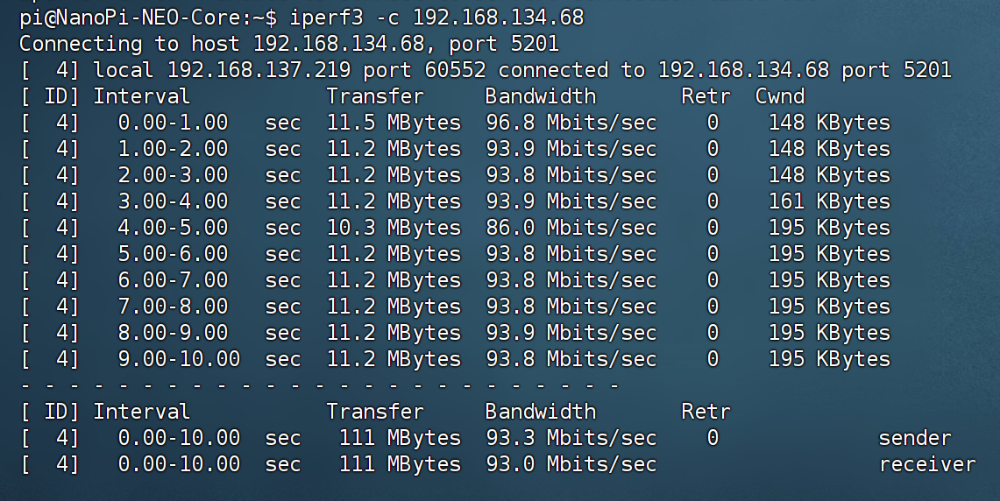 pi@NanoPi-NEO-Core:~$ iperf3 -c 192.168.134.68
Connecting to host 192.168.134.68, port 5201
[  4] local 192.168.137.219 port 60552 connected to 192.168.134.68 port 5201
[ ID] Interval           Transfer     Bandwidth       Retr  Cwnd
[  4]   0.00-1.00   sec  11.5 MBytes  96.8 Mbits/sec    0    148 KBytes
[  4]   1.00-2.00   sec  11.2 MBytes  93.9 Mbits/sec    0    148 KBytes
[  4]   2.00-3.00   sec  11.2 MBytes  93.8 Mbits/sec    0    148 KBytes
[  4]   3.00-4.00   sec  11.2 MBytes  93.9 Mbits/sec    0    161 KBytes
[  4]   4.00-5.00   sec  10.3 MBytes  86.0 Mbits/sec    0    195 KBytes
[  4]   5.00-6.00   sec  11.2 MBytes  93.8 Mbits/sec    0    195 KBytes
[  4]   6.00-7.00   sec  11.2 MBytes  93.8 Mbits/sec    0    195 KBytes
[  4]   7.00-8.00   sec  11.2 MBytes  93.8 Mbits/sec    0    195 KBytes
[  4]   8.00-9.00   sec  11.2 MBytes  93.9 Mbits/sec    0    195 KBytes
[  4]   9.00-10.00  sec  11.2 MBytes  93.8 Mbits/sec    0    195 KBytes
- - - - - - - - - - - - - - - - - - - - - - - - -
[ ID] Interval           Transfer     Bandwidth       Retr
[  4]   0.00-10.00  sec   111 MBytes  93.3 Mbits/sec    0             sender
[  4]   0.00-10.00  sec   111 MBytes  93.0 Mbits/sec                  receiver